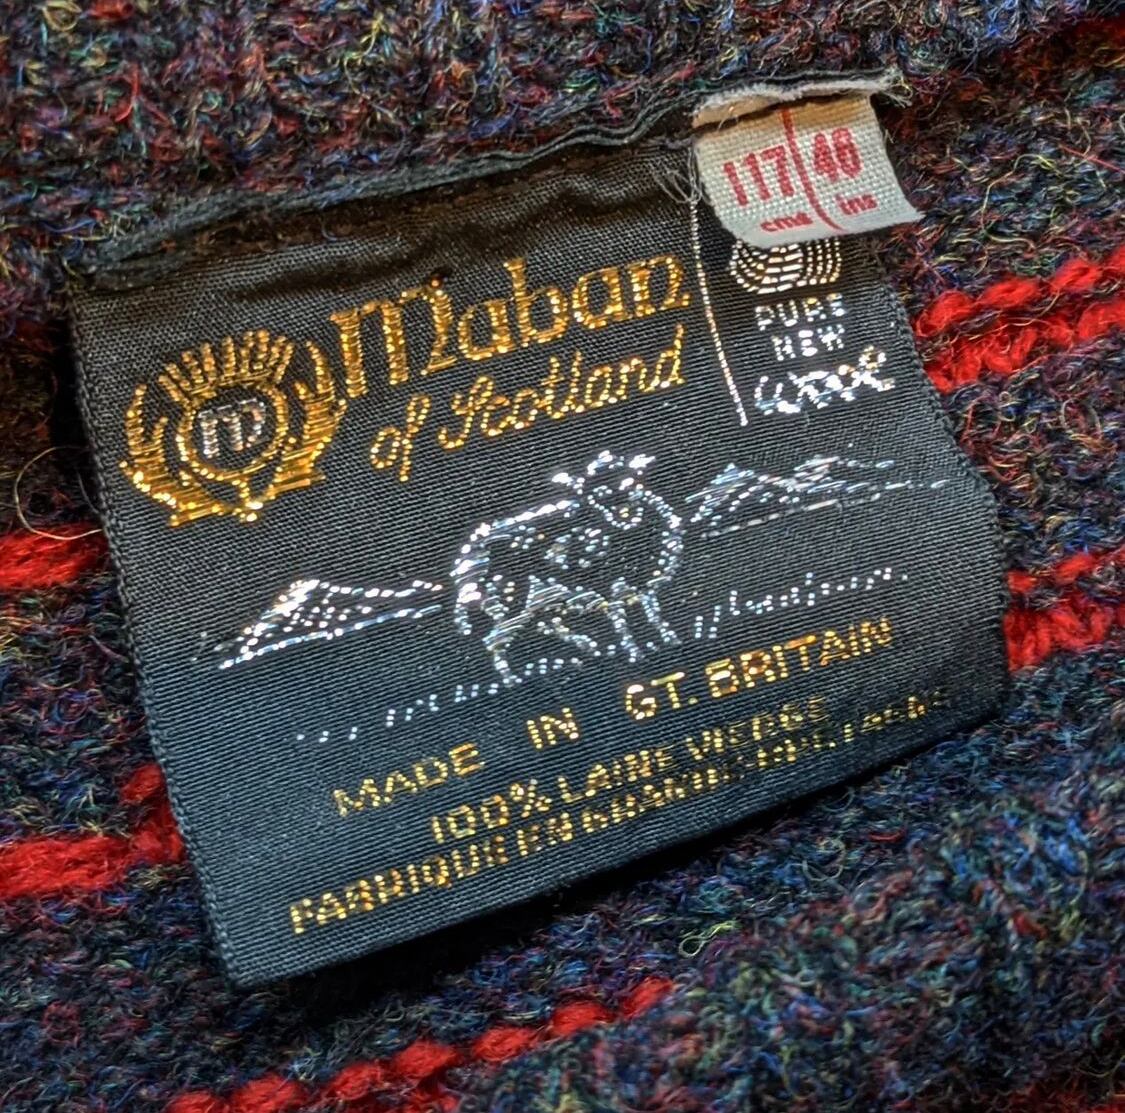 117 46
cms ins
Maban
of Scotland
PURE
NEW
WOOL
m
MADE IN GT. BRITAIN
100% LAINE VIERGE
FABRIQUE EN GRANDE-BRETAGNE